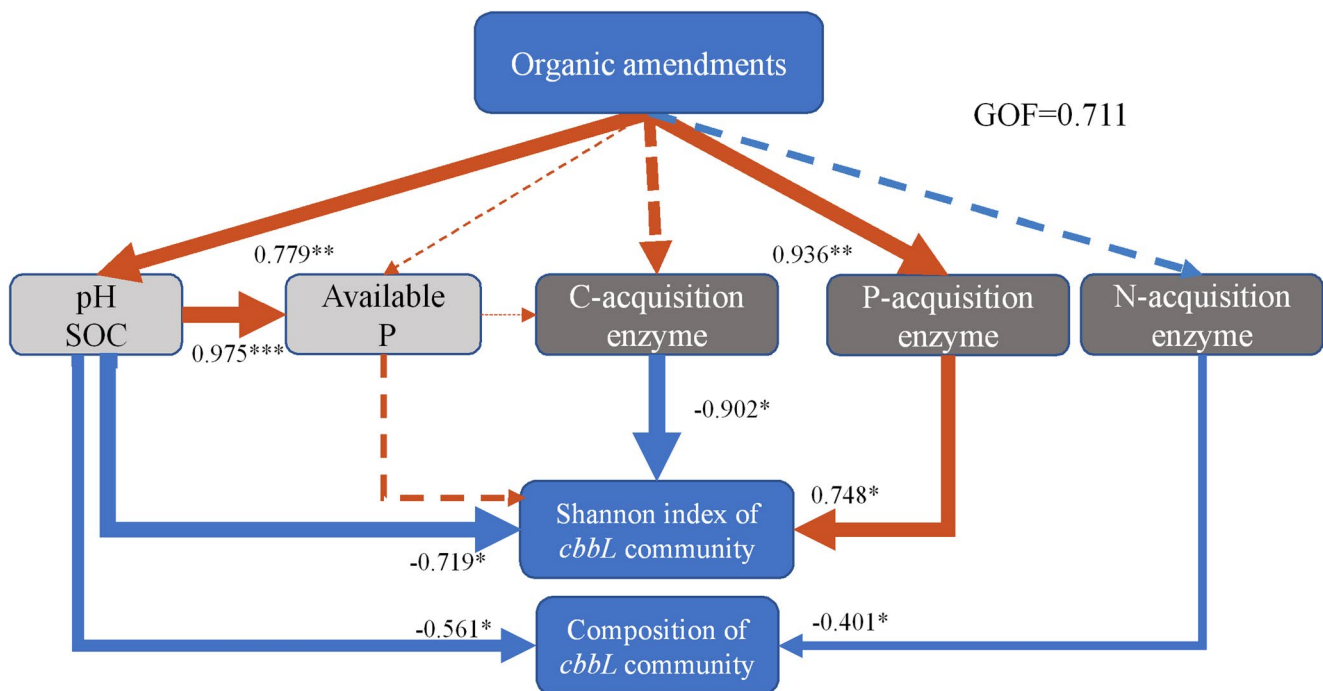 Organic amendments
GOF=0.711
0.779**
0.936**
pH
SOC
0.975***
Available
P
C-acquisition
enzyme
P-acquisition
enzyme
N-acquisition
enzyme
-0.902*
Shannon index of
cbbL community
0.748*
-0.719*
-0.561*
Composition of
cbbL community
-0.401*